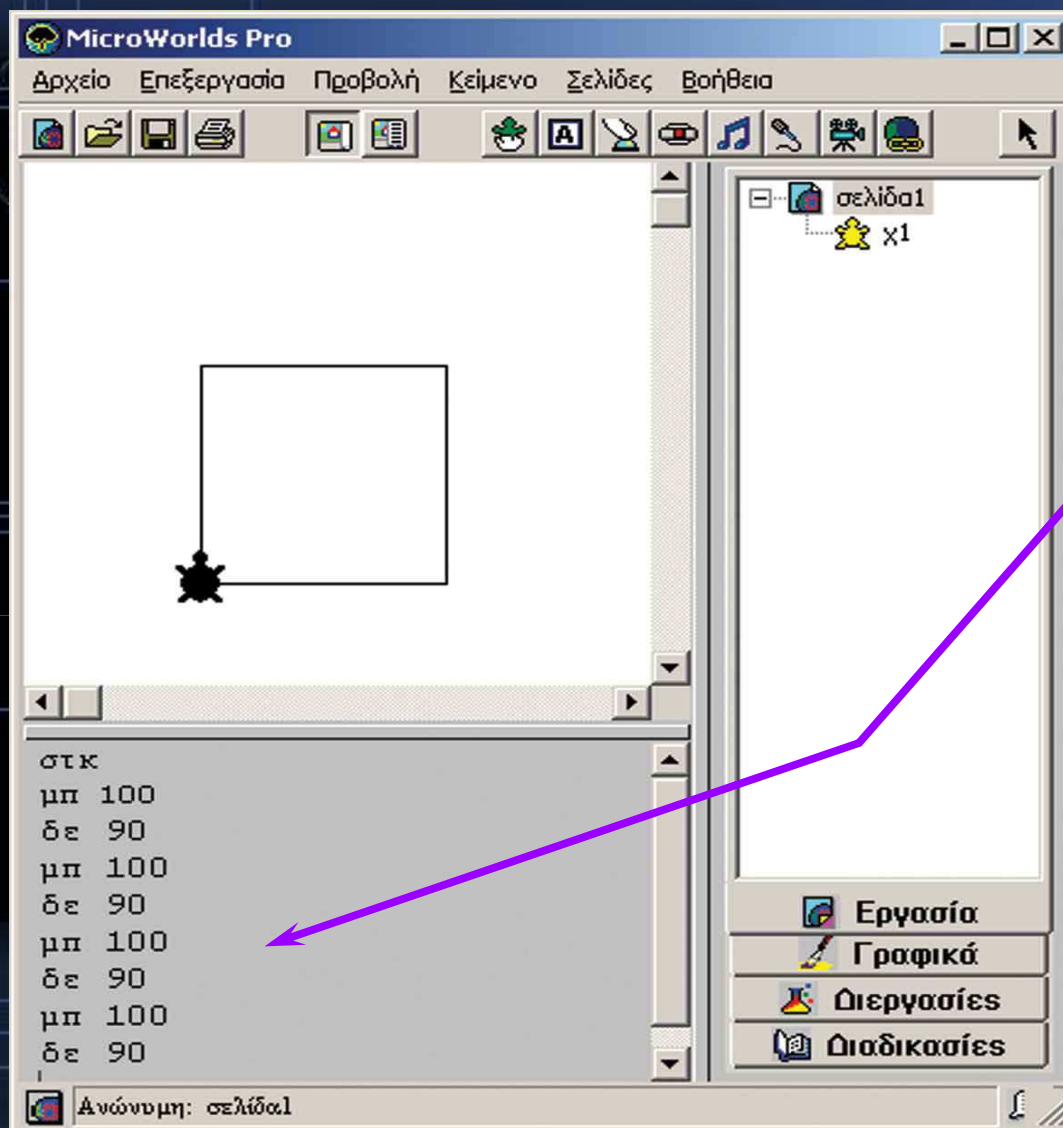 MicroWorlds Pro
Αρχείο Επεξεργασία Προβολή Κείμενο Σελίδες Βοήθεια
A
σελίδα1
χ1
στκ
μπ 100
δε 90
μπ 100
δε 90
μπ 100
δε 90
μπ 100
δε 90
Εργασία
Γραφικά
Διεργασίες
Διαδικασίες
Ανώνυμη: σελίδα1